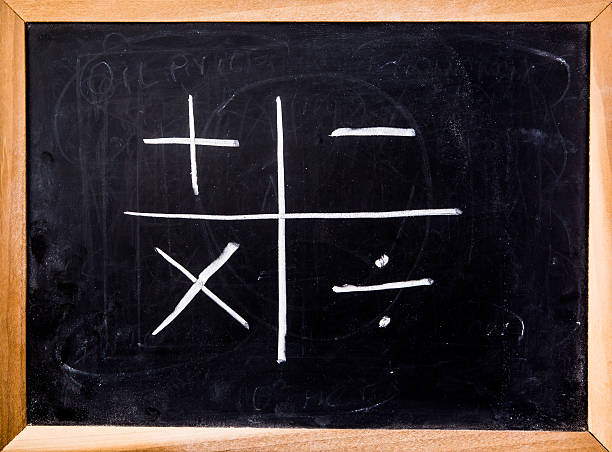 + −
× ÷